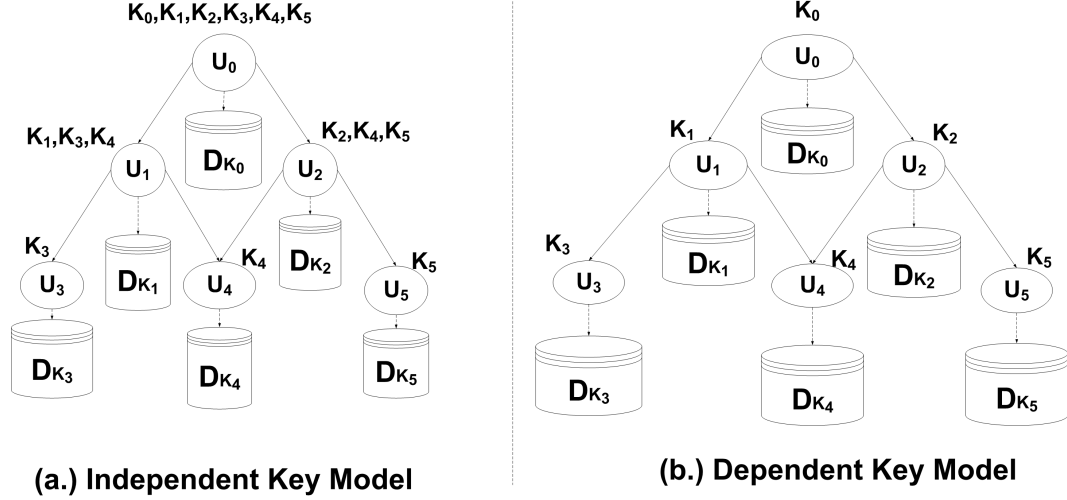 K0,K1,K2,K3,K4,K5
U0
DK0
K1,K3,K4
U1
DK1
K2,K4,K5
U2
DK2
K3
U3
DK3
K4
U4
DK4
K5
U5
DK5
(a.) Independent Key Model
K0
U0
DK0
K1
U1
DK1
K2
U2
DK2
K3
U3
DK3
K4
U4
DK4
K5
U5
DK5
(b.) Dependent Key Model